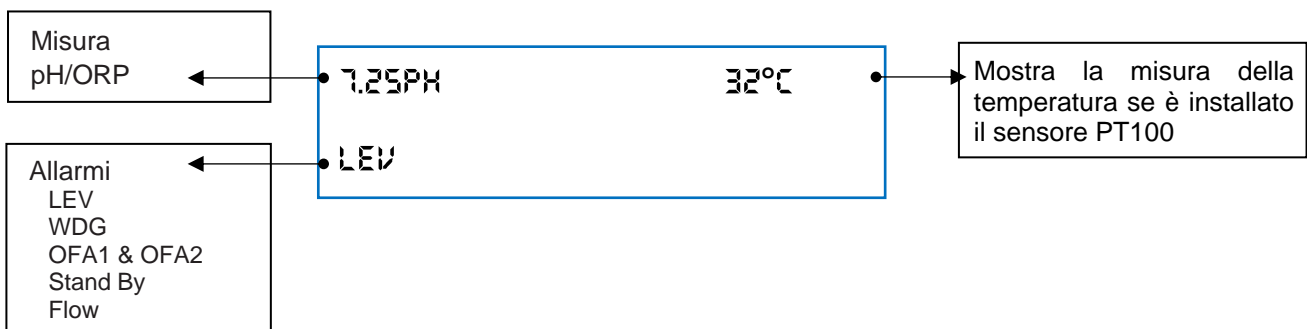 Misura
pH/ORP
7.25PH 32°C
Mostra la misura della
temperatura se è installato
il sensore PT100
LEV
Allarmi
LEV
WDG
OFA1 & OFA2
Stand By
Flow